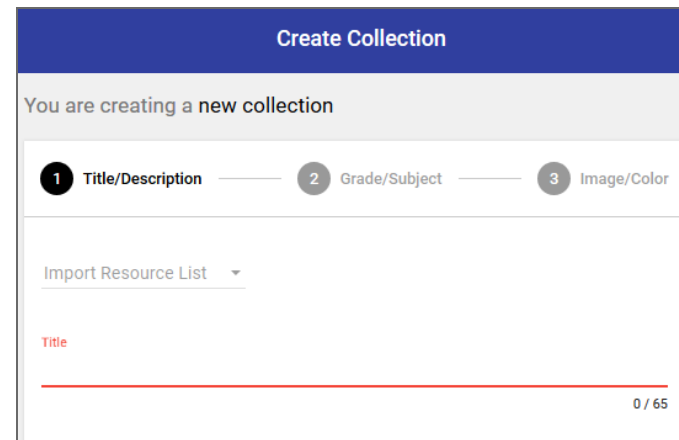 Create Collection
You are creating a new collection
1 Title/Description 2 Grade/Subject 3 Image/Color
Import Resource List
Title
0 / 65